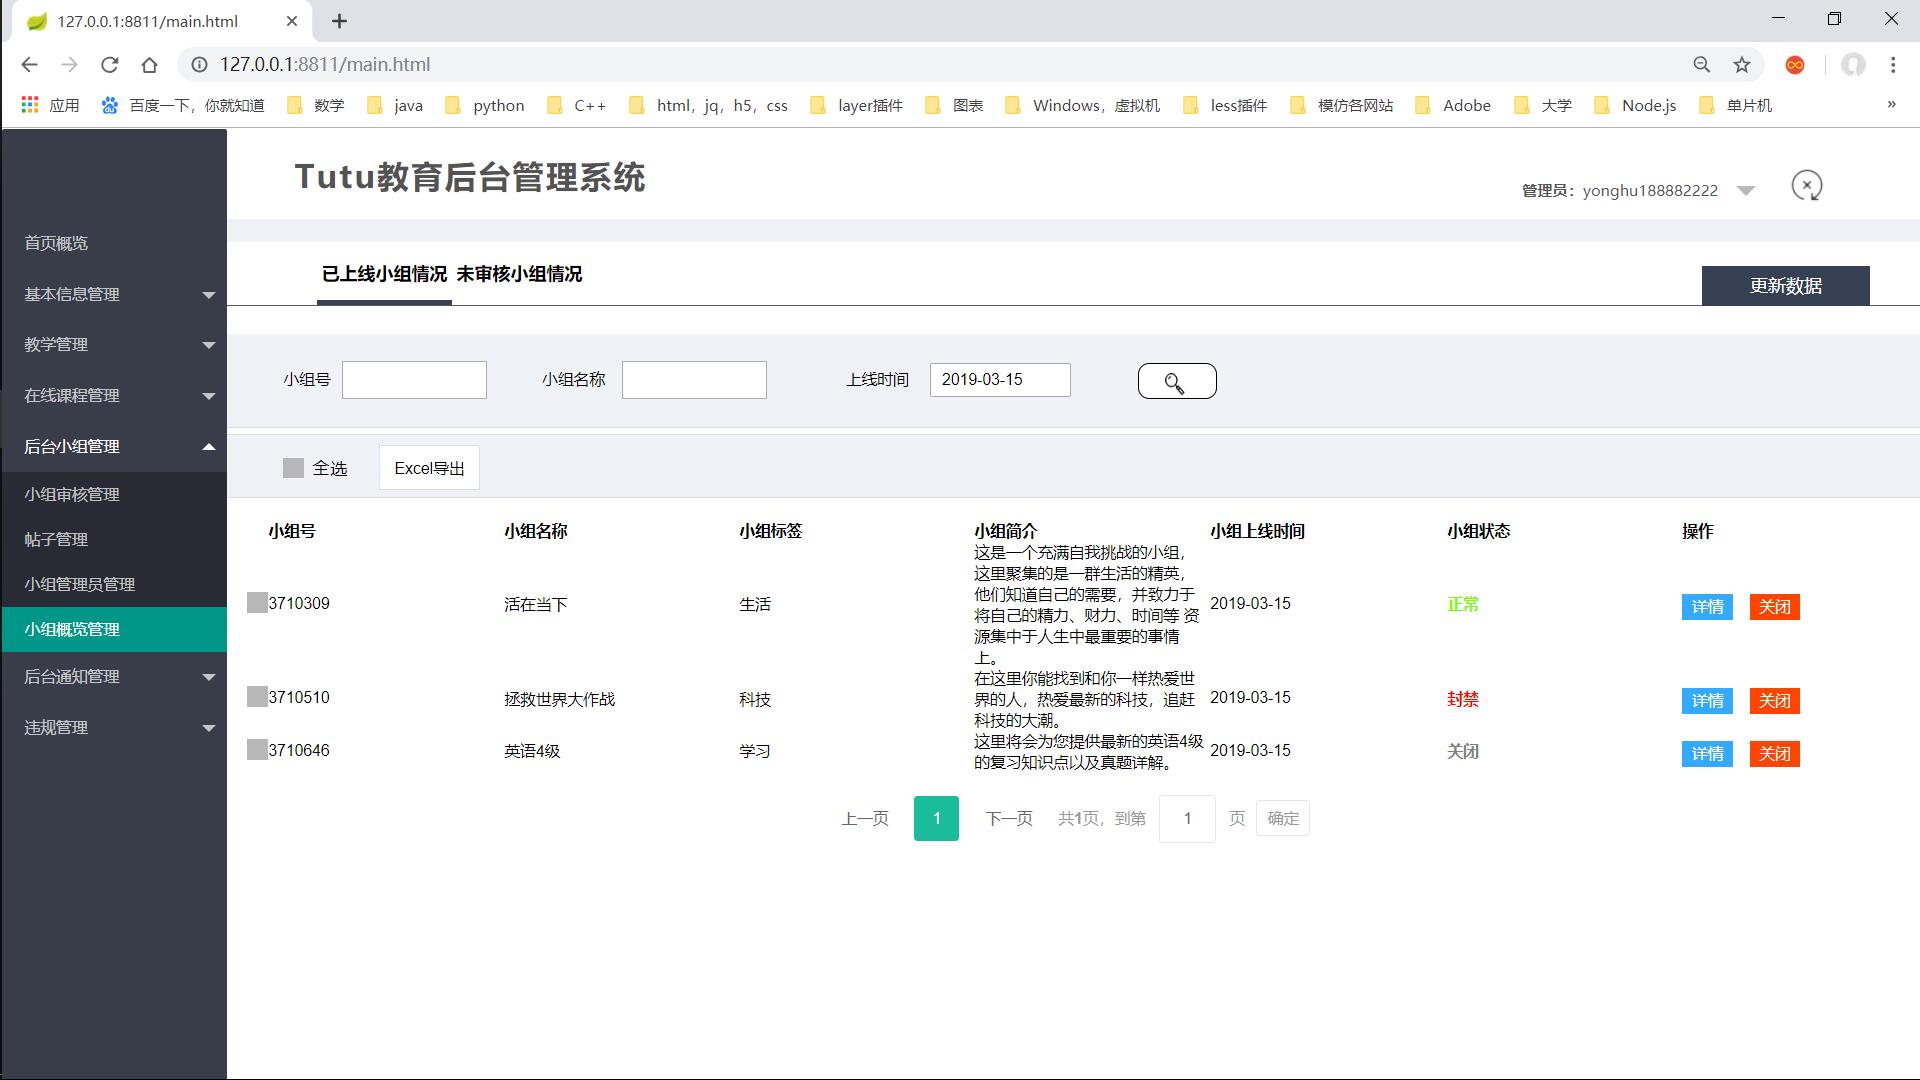 127.0.0.1:8811/main.html
127.0.0.1:8811/main.html
应用 百度一下，你就知道 数学 java python C++ html，jq，h5，css layer插件 图表 Windows，虚拟机 less插件 模仿各网站 Adobe 大学 Node.js 单片机 »
Tutu教育后台管理系统
管理员：yonghu188882222
首页概览
基本信息管理
教学管理
在线课程管理
后台小组管理
小组审核管理
帖子管理
小组管理员管理
小组概览管理
后台通知管理
违规管理
已上线小组情况 未审核小组情况
更新数据
小组号 小组名称 上线时间 2019-03-15
全选 Excel导出
小组号 小组名称 小组标签 小组简介 小组上线时间 小组状态 操作
3710309 活在当下 生活
这是一个充满自我挑战的小组，
这里聚集的是一群生活的精英，
他们知道自己的需要，并致力于
将自己的精力、财力、时间等 资
源集中于人生中最重要的事情
上。
2019-03-15 正常 详情 关闭
3710510 拯救世界大作战 科技
在这里你能找到和你一样热爱世
界的人，热爱最新的科技，追赶
科技的大潮。
2019-03-15 封禁 详情 关闭
3710646 英语4级 学习
这里将会为您提供最新的英语4级
的复习知识点以及真题详解。
2019-03-15 关闭 详情 关闭
上一页 1 下一页 共1页，到第 1 页 确定